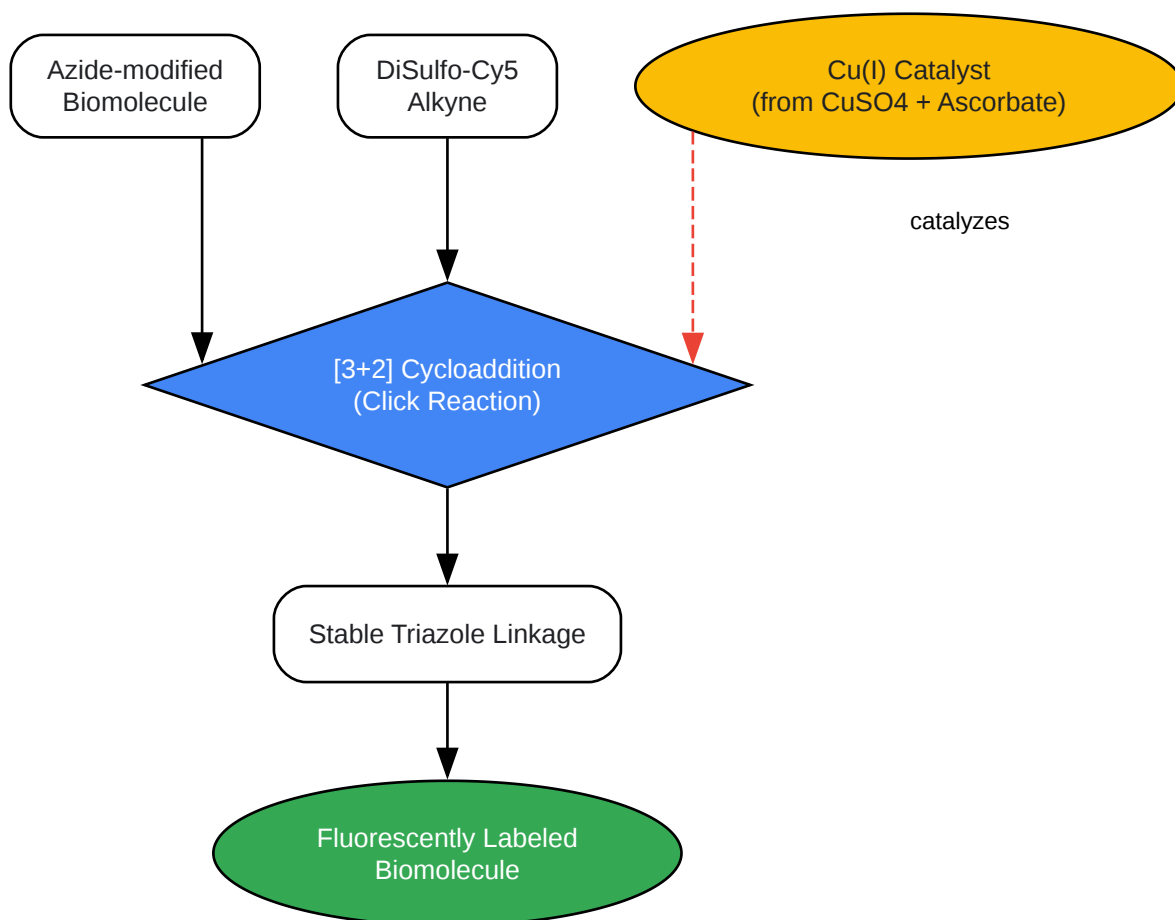 Azide-modified
Biomolecule
DiSulfo-Cy5
Alkyne
Cu(I) Catalyst
(from CuSO4 + Ascorbate)
catalyzes
[3+2] Cycloaddition
(Click Reaction)
Stable Triazole Linkage
Fluorescently Labeled
Biomolecule